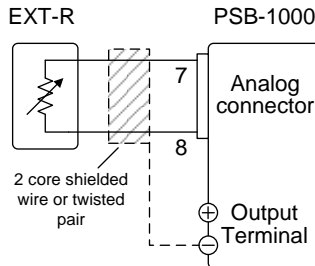 EXT-R
PSB-1000
7
Analog
connector
8
2 core shielded
wire or twisted
pair
+
Output
Terminal
-